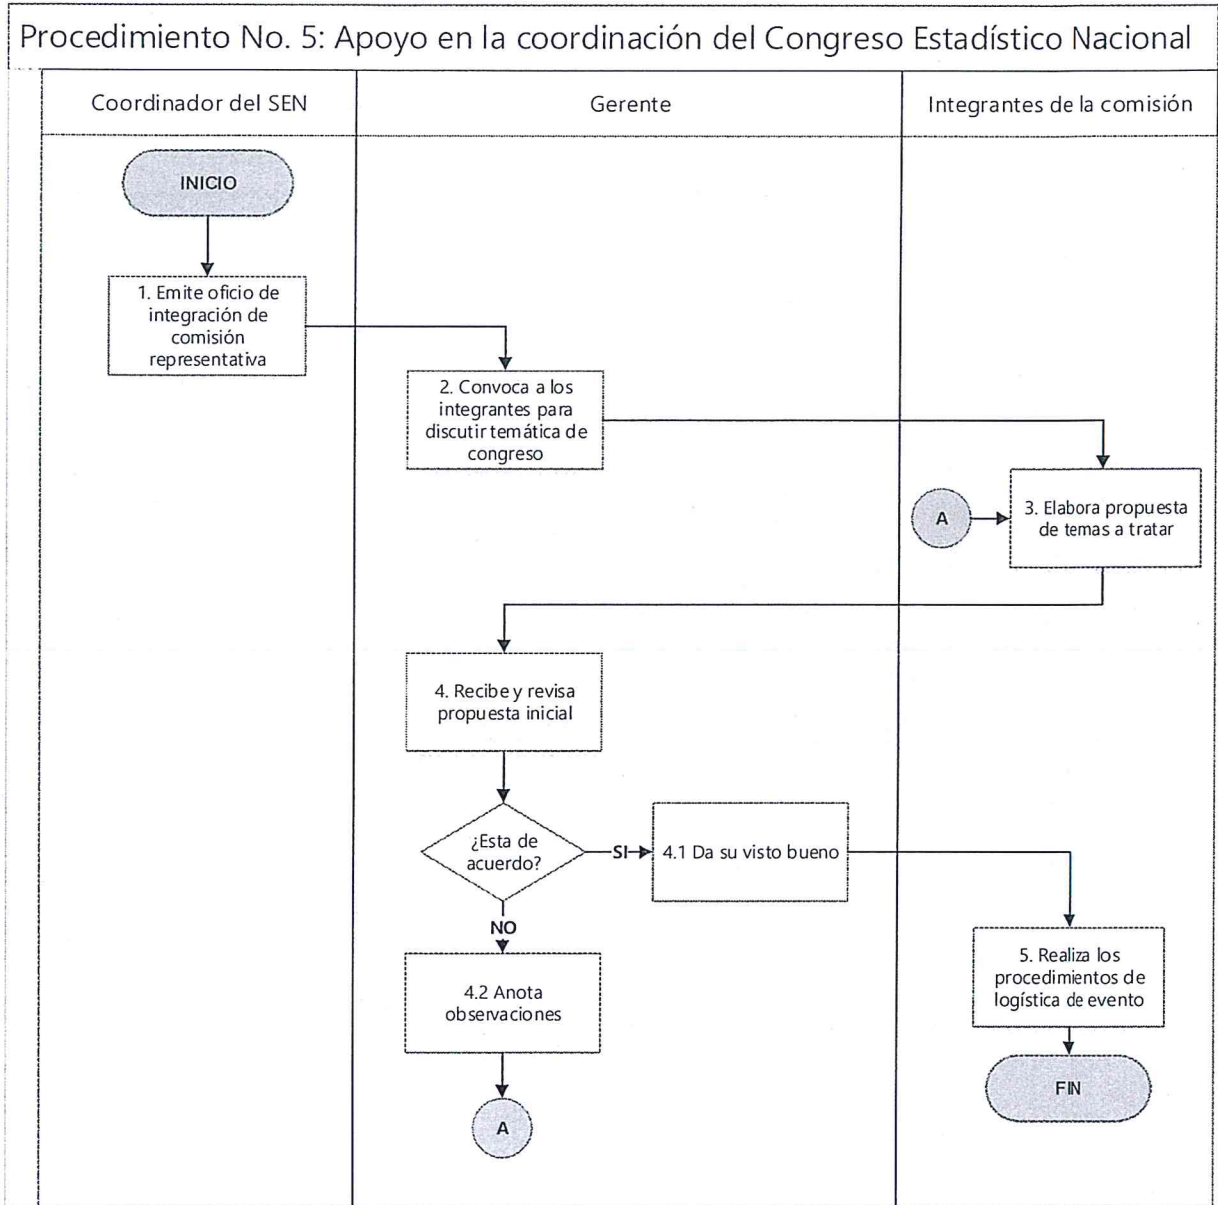 Procedimiento No. 5: Apoyo en la coordinación del Congreso Estadístico Nacional
Coordinador del SEN
Gerente
Integrantes de la comisión
INICIO
1. Emite oficio de
integración de
comisión
representativa
2. Convoca a los
integrantes para
discutir temática de
congreso
A
3. Elabora propuesta
de temas a tratar
4. Recibe y revisa
propuesta inicial
¿Esta de
acuerdo?
SI
4.1 Da su visto bueno
NO
4.2 Anota
observaciones
5. Realiza los
procedimientos de
logística de evento
A
FIN